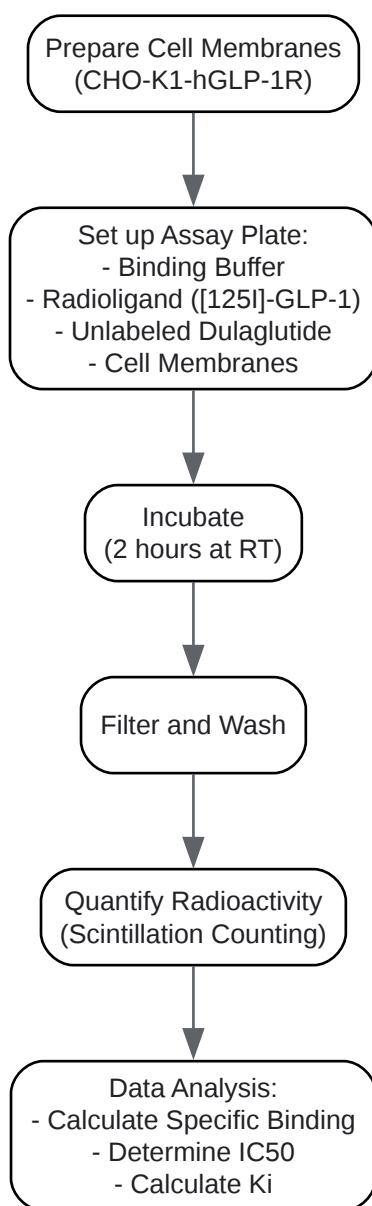 Prepare Cell Membranes
(CHO-K1-hGLP-1R)
Set up Assay Plate:
- Binding Buffer
- Radioligand ([125I]-GLP-1)
- Unlabeled Dulaglutide
- Cell Membranes
Incubate
(2 hours at RT)
Filter and Wash
Quantify Radioactivity
(Scintillation Counting)
Data Analysis:
- Calculate Specific Binding
- Determine IC50
- Calculate Ki